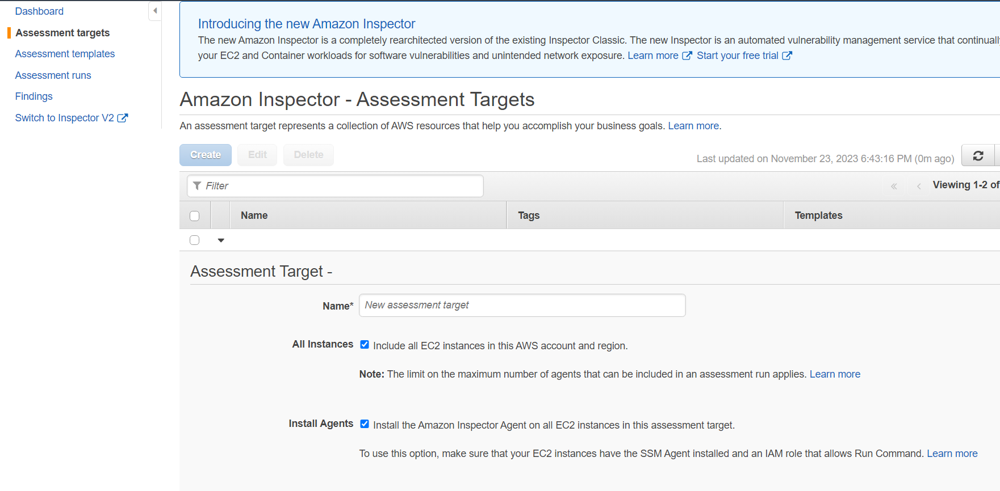 Dashboard
Assessment targets
Assessment templates
Assessment runs
Findings
Switch to Inspector V2
Introducing the new Amazon Inspector
The new Amazon Inspector is a completely rearchitected version of the existing Inspector Classic. The new Inspector is an automated vulnerability management service that continually
your EC2 and Container workloads for software vulnerabilities and unintended network exposure. Learn more Start your free trial
Amazon Inspector - Assessment Targets
An assessment target represents a collection of AWS resources that help you accomplish your business goals. Learn more.
Create Edit Delete
Last updated on November 23, 2023 6:43:16 PM (0m ago)
Filter
« ‹ Viewing 1-2 of
Name Tags Templates
Assessment Target -
Name* New assessment target
All Instances Include all EC2 instances in this AWS account and region.
Note: The limit on the maximum number of agents that can be included in an assessment run applies. Learn more
Install Agents Install the Amazon Inspector Agent on all EC2 instances in this assessment target.
To use this option, make sure that your EC2 instances have the SSM Agent installed and an IAM role that allows Run Command. Learn more